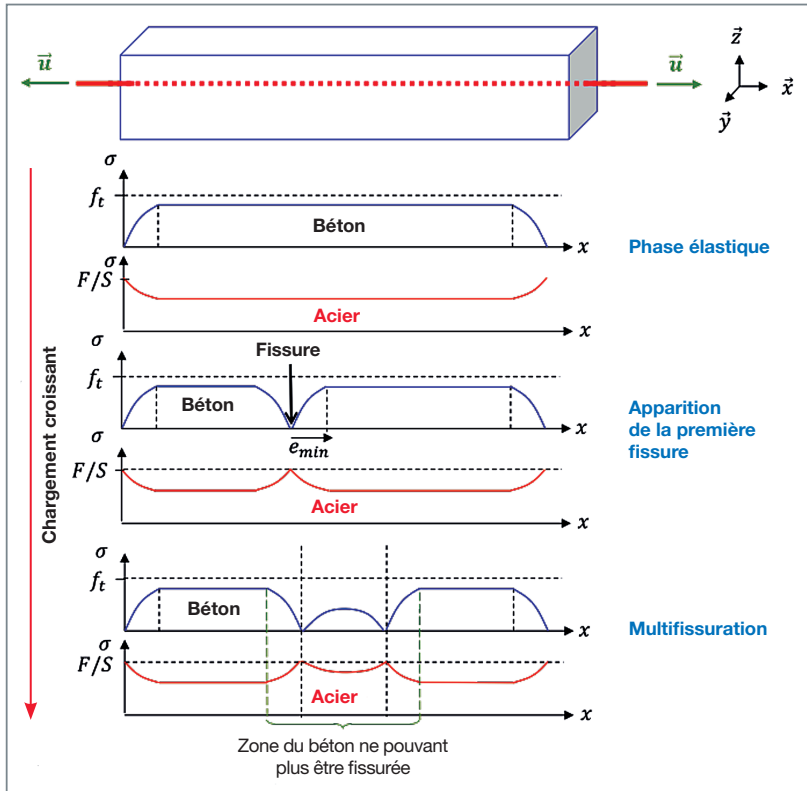 u⃗
u⃗
z⃗
x⃗
y⃗
Chargement croissant
σ
f_t
Béton
x
Phase élastique
σ
F/S
Acier
x
σ
Fissure
f_t
Béton
x
e_min
Apparition
de la première
fissure
σ
F/S
Acier
x
σ
f_t
Béton
x
Multifissuration
σ
F/S
Acier
x
Zone du béton ne pouvant
plus être fissurée